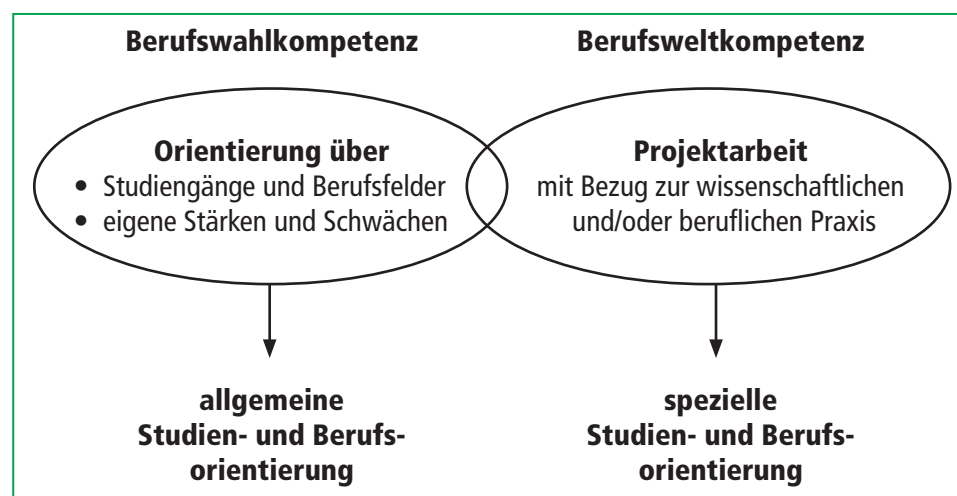 Berufswahlkompetenz
Berufsweltkompetenz
Orientierung über
• Studiengänge und Berufsfelder
• eigene Stärken und Schwächen
Projektarbeit
mit Bezug zur wissenschaftlichen
und/oder beruflichen Praxis
allgemeine
Studien- und Berufs-
orientierung
spezielle
Studien- und Berufs-
orientierung